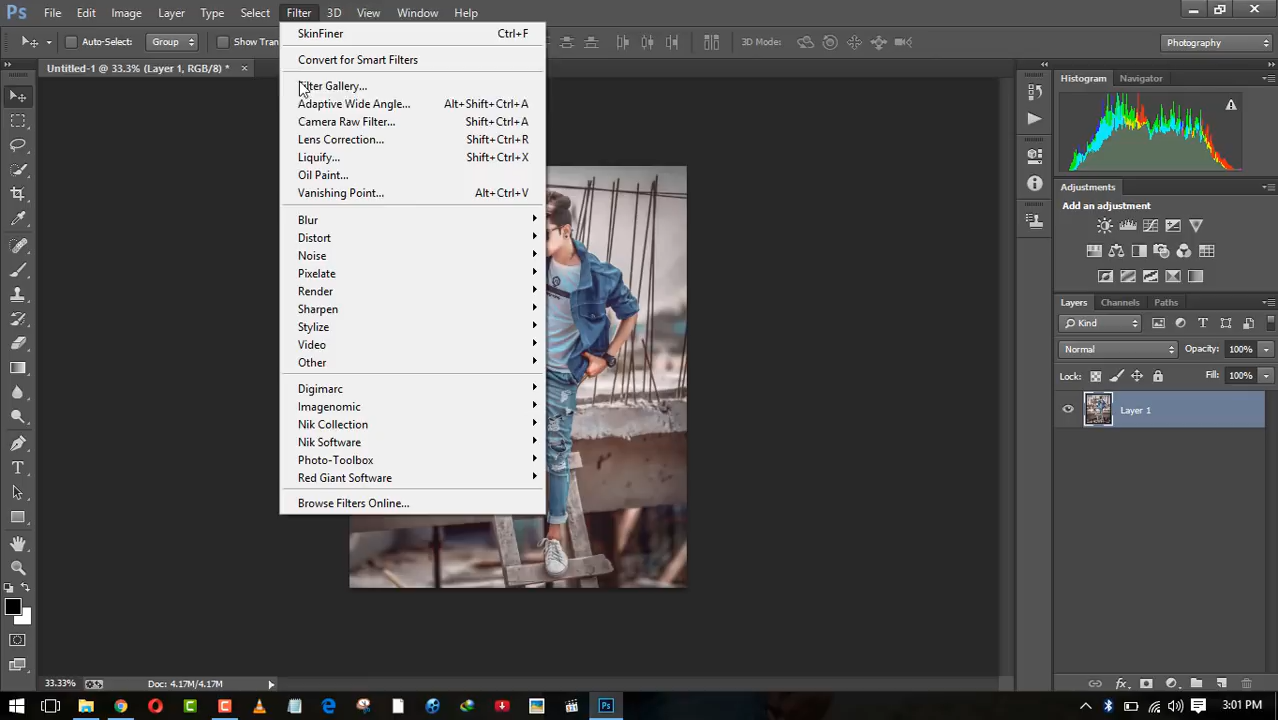 Ps File Edit Image Layer Type Select Filter 3D View Window Help
Auto-Select: Group Show Tran 3D Mode: Photography
Untitled-1 @ 33.3% (Layer 1, RGB/8) *
SkinFiner Ctrl+F
Convert for Smart Filters
Filter Gallery...
Adaptive Wide Angle... Alt+Shift+Ctrl+A
Camera Raw Filter... Shift+Ctrl+A
Lens Correction... Shift+Ctrl+R
Liquify... Shift+Ctrl+X
Oil Paint...
Vanishing Point... Alt+Ctrl+V
Blur
Distort
Noise
Pixelate
Render
Sharpen
Stylize
Video
Other
Digimarc
Imagenomic
Nik Collection
Nik Software
Photo-Toolbox
Red Giant Software
Browse Filters Online...
Histogram Navigator
Adjustments
Add an adjustment
Layers Channels Paths
Kind
Normal Opacity: 100%
Lock: Fill: 100%
Layer 1
33.33% Doc: 4.17M/4.17M
3:01 PM